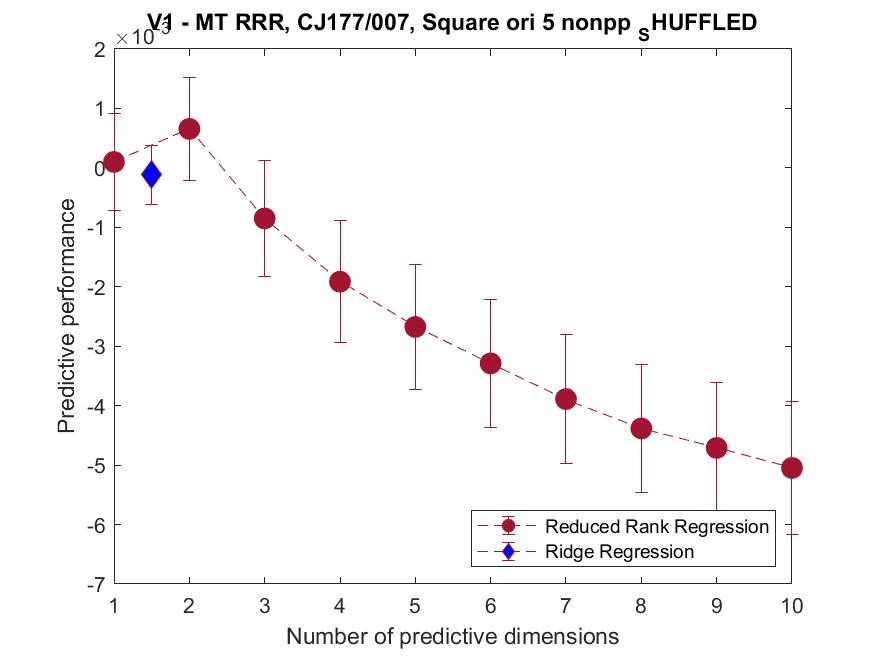 V1 - MT RRR, CJ177/007, Square ori 5 nonpp SHUFFLED
×10-3
2
1
0
-1
-2
-3
-4
-5
-6
-7
Predictive performance
Reduced Rank Regression
Ridge Regression
1 2 3 4 5 6 7 8 9 10
Number of predictive dimensions